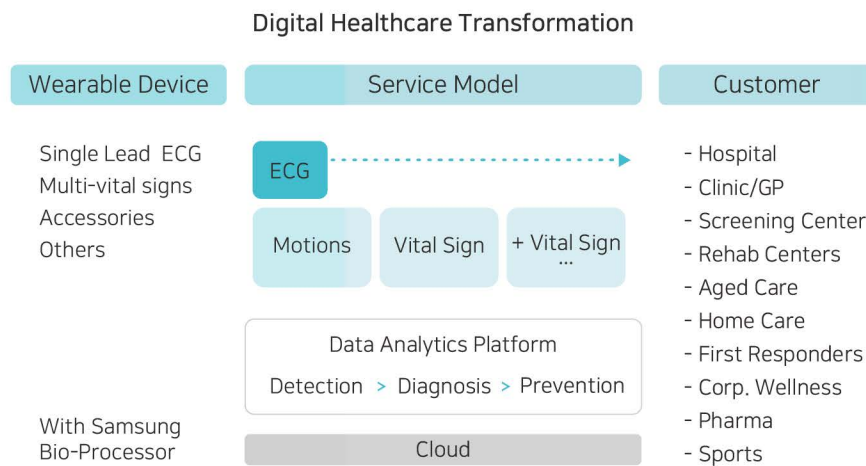 Digital Healthcare Transformation
Wearable Device
Service Model
Customer
Single Lead ECG
Multi-vital signs
Accessories
Others
With Samsung
Bio-Processor
ECG
Motions
Vital Sign
+ Vital Sign
...
Data Analytics Platform
Detection > Diagnosis > Prevention
Cloud
- Hospital
- Clinic/GP
- Screening Center
- Rehab Centers
- Aged Care
- Home Care
- First Responders
- Corp. Wellness
- Pharma
- Sports